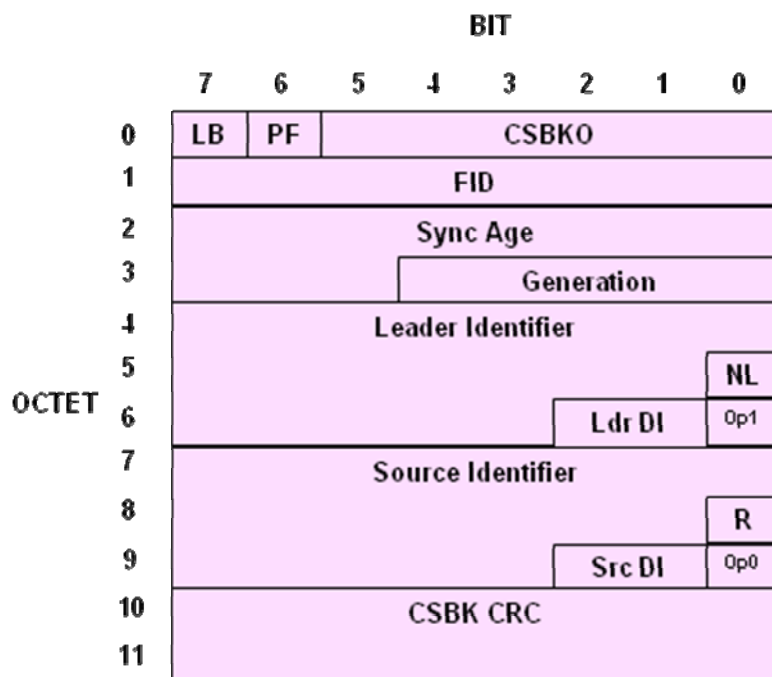 BIT
7 6 5 4 3 2 1 0
0 LB PF CSBKO
1 FID
2 Sync Age
3 Generation
4 Leader Identifier
5 NL
OCTET
6 Ldr DI Op1
7 Source Identifier
8 R
9 Src DI Op0
10 CSBK CRC
11